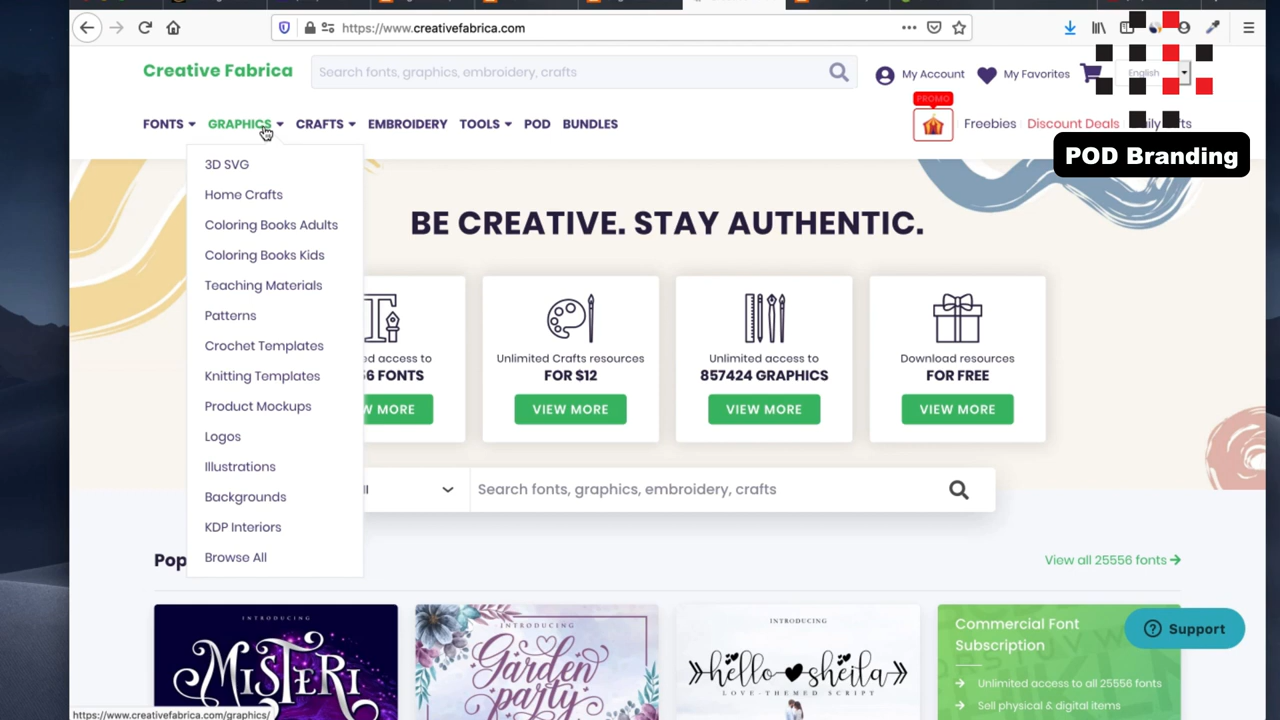 https://www.creativefabrica.com
Creative Fabrica
Search fonts, graphics, embroidery, crafts
My Account
My Favorites
English
FONTS
GRAPHICS
CRAFTS
EMBROIDERY
TOOLS
POD
BUNDLES
PROMO
Freebies
Discount Deals
POD Branding
3D SVG
Home Crafts
Coloring Books Adults
Coloring Books Kids
Teaching Materials
Patterns
Crochet Templates
Knitting Templates
Product Mockups
Logos
Illustrations
Backgrounds
KDP Interiors
Browse All
BE CREATIVE. STAY AUTHENTIC.
access to
FONTS
MORE
Unlimited Crafts resources
FOR $12
VIEW MORE
Unlimited access to
857424 GRAPHICS
VIEW MORE
Download resources
FOR FREE
VIEW MORE
Search fonts, graphics, embroidery, crafts
Pop
View all 25556 fonts
INTRODUCING
MISTERI
INTRODUCING
Garden
party
INTRODUCING
hello sheila
LOVE-THEMED SCRIPT
Commercial Font
Subscription
Unlimited access to all 25556 fonts
Sell physical & digital items
Support
https://www.creativefabrica.com/graphics/